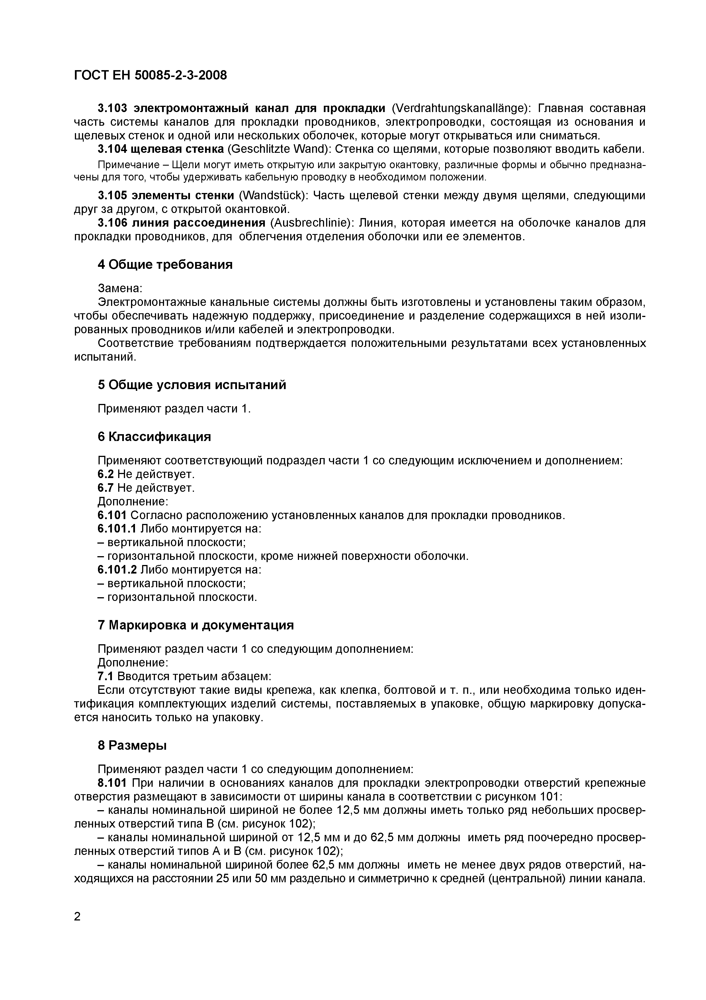 ГОСТ ЕН 50085-2-3-2008
3.103 электромонтажный канал для прокладки (Verdrahtungskanallänge): Главная составная
часть системы каналов для прокладки проводников, электропроводки, состоящая из основания и
щелевых стенок и одной или нескольких оболочек, которые могут открываться или сниматься.
3.104 щелевая стенка (Geschlitzte Wand): Стенка со щелями, которые позволяют вводить кабели.
Примечание – Щели могут иметь открытую или закрытую окантовку, различные формы и обычно предназна-
чены для того, чтобы удерживать кабельную проводку в необходимом положении.
3.105 элементы стенки (Wandstück): Часть щелевой стенки между двумя щелями, следующими
друг за другом, с открытой окантовкой.
3.106 линия рассоединения (Ausbrechlinie): Линия, которая имеется на оболочке каналов для
прокладки проводников, для облегчения отделения оболочки или ее элементов.
4 Общие требования
Замена:
Электромонтажные канальные системы должны быть изготовлены и установлены таким образом,
чтобы обеспечивать надежную поддержку, присоединение и разделение содержащихся в ней изоли-
рованных проводников и/или кабелей и электропроводки.
Соответствие требованиям подтверждается положительными результатами всех установленных
испытаний.
5 Общие условия испытаний
Применяют раздел части 1.
6 Классификация
Применяют соответствующий подраздел части 1 со следующим исключением и дополнением:
6.2 Не действует.
6.7 Не действует.
Дополнение:
6.101 Согласно расположению установленных каналов для прокладки проводников.
6.101.1 Либо монтируется на:
– вертикальной плоскости;
– горизонтальной плоскости, кроме нижней поверхности оболочки.
6.101.2 Либо монтируется на:
– вертикальной плоскости;
– горизонтальной плоскости.
7 Маркировка и документация
Применяют раздел части 1 со следующим дополнением:
Дополнение:
7.1 Вводится третьим абзацем:
Если отсутствуют такие виды крепежа, как клепка, болтовой и т. п., или необходима только иден-
тификация комплектующих изделий системы, поставляемых в упаковке, общую маркировку допуска-
ется наносить только на упаковку.
8 Размеры
Применяют раздел части 1 со следующим дополнением:
8.101 При наличии в основаниях каналов для прокладки электропроводки отверстий крепежные
отверстия размещают в зависимости от ширины канала в соответствии с рисунком 101:
– каналы номинальной шириной не более 12,5 мм должны иметь только ряд небольших просвер-
ленных отверстий типа В (см. рисунок 102);
– каналы номинальной шириной от 12,5 мм и до 62,5 мм должны иметь ряд поочередно просвер-
ленных отверстий типов А и В (см. рисунок 102);
– каналы номинальной шириной более 62,5 мм должны иметь не менее двух рядов отверстий, на-
ходящихся на расстоянии 25 или 50 мм раздельно и симметрично к средней (центральной) линии канала.
2